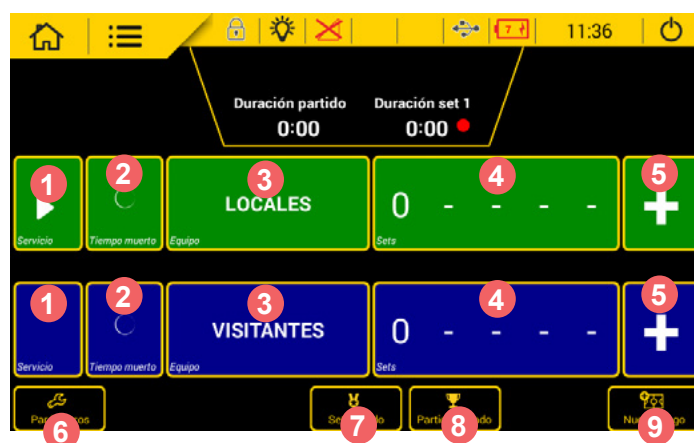 7
11:36
Duración partido
Duración set 1
0:00
0:00
1
2
3
4
5
LOCALES
0 - - - -
Servicio
Tiempo muerto
Equipo
Sets
1
2
3
4
5
VISITANTES
0 - - - -
Servicio
Tiempo muerto
Equipo
Sets
6
7
8
9